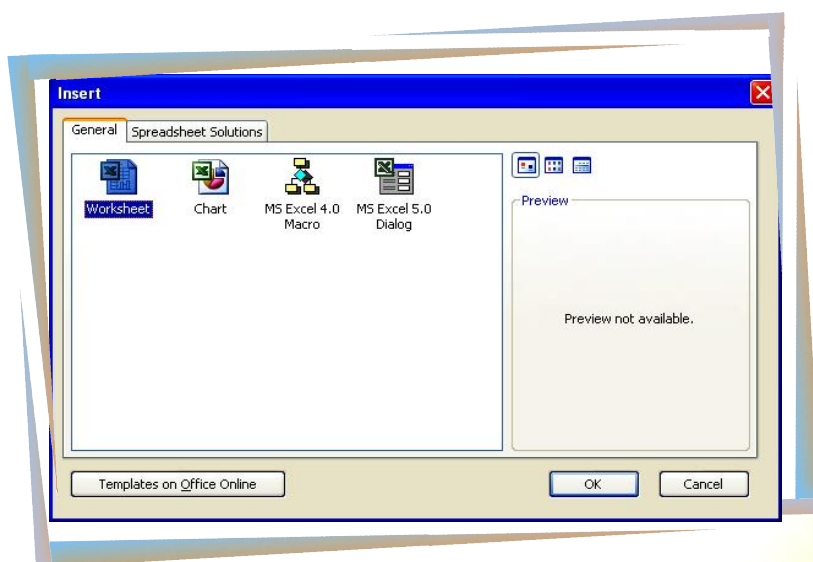 Insert
General
Spreadsheet Solutions
Worksheet
Chart
MS Excel 4.0
Macro
MS Excel 5.0
Dialog
Preview
Preview not available.
Templates on Office Online
OK
Cancel